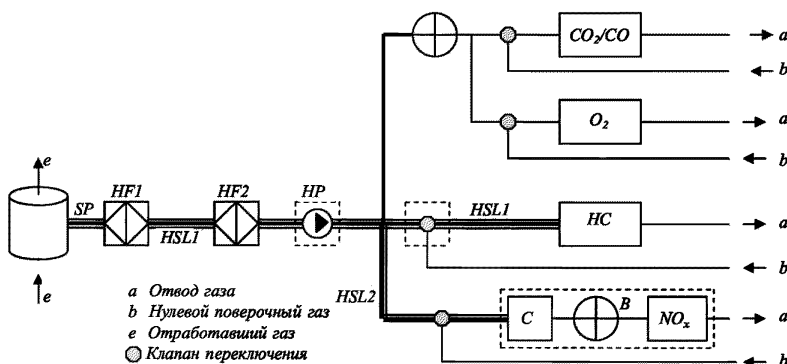 CO₂/CO
a
b
O₂
a
b
e
SP
HF1
HSL1
HF2
HP
HSL1
HC
a
b
HSL2
C
B
NOₓ
a
b
e
a Отвод газа
b Нулевой поверочный газ
e Отработавший газ
Клапан переключения